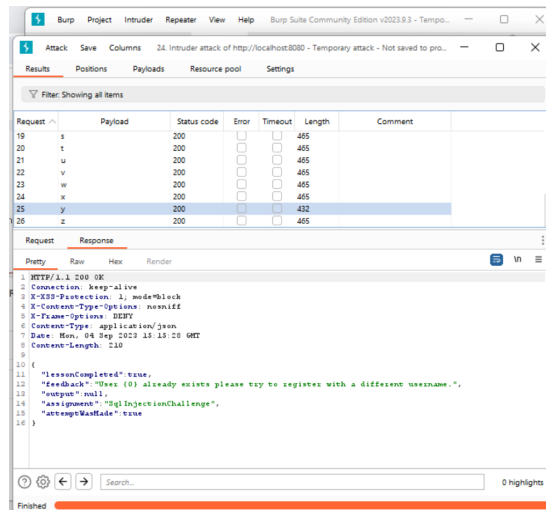 Burp Project Intruder Repeater View Help Burp Suite Community Edition v2023.9.3 - Tempo...
Attack Save Columns 24. Intruder attack of http://localhost:8080 - Temporary attack - Not saved to pro...
Results Positions Payloads Resource pool Settings
Filter: Showing all items
Request Payload Status code Error Timeout Length Comment
19 s 200 465
20 t 200 465
21 u 200 465
22 v 200 465
23 w 200 465
24 x 200 465
25 y 200 432
26 z 200 465
Request Response
Pretty Raw Hex Render \n
1 HTTP/1.1 200 OK
2 Connection: keep-alive
3 X-XSS-Protection: 1; mode=block
4 X-Content-Type-Options: nosniff
5 X-Frame-Options: DENY
6 Content-Type: application/json
7 Date: Mon, 04 Sep 2023 15:15:28 GMT
8 Content-Length: 210
9
10 {
11 "lessonCompleted":true,
12 "feedback":"User {0} already exists please try to register with a different username.",
13 "output":null,
14 "assignment":"SqlInjectionChallenge",
15 "attemptWasMade":true
16 }
Search... 0 highlights
Finished